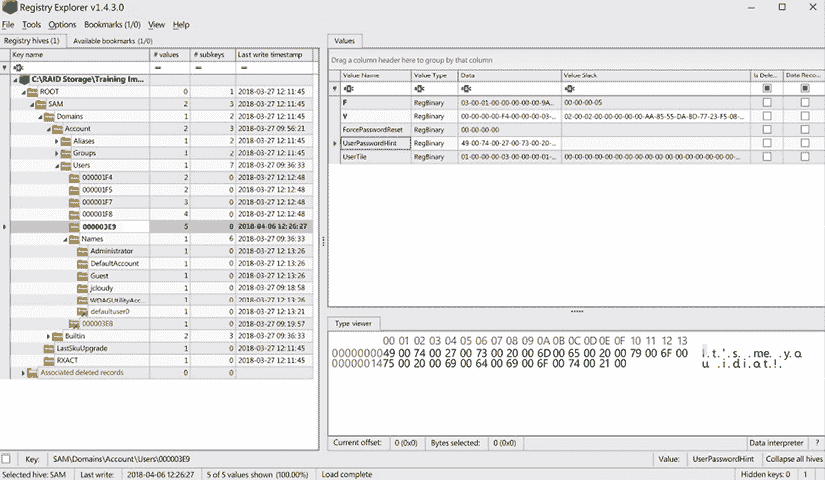 Registry Explorer v1.4.3.0
File Tools Options Bookmarks (1/0) View Help
Registry hives (1) Available bookmarks (1/0)
Key name # values # subkeys Last write timestamp
= = =
C:\RAID Storage\Training Im...
ROOT 0 1 2018-03-27 12:11:45
SAM 2 3 2018-03-27 12:11:45
Domains 1 2 2018-03-27 12:11:45
Account 2 3 2018-03-27 09:56:21
Aliases 1 2 2018-03-27 12:11:45
Groups 1 2 2018-03-27 12:11:45
Users 1 7 2018-03-27 09:36:33
000001F4 2 0 2018-03-27 12:12:48
000001F5 2 0 2018-03-27 12:12:48
000001F7 3 0 2018-03-27 12:12:48
000001F8 4 0 2018-03-27 12:12:48
000003E9 5 0 2018-04-06 12:26:27
Names 1 6 2018-03-27 09:36:33
Administrator 1 0 2018-03-27 12:13:26
DefaultAccount 1 0 2018-03-27 12:13:26
Guest 1 0 2018-03-27 12:13:26
jcloudy 1 0 2018-03-27 09:18:58
WDAGUtilityAcc... 1 0 2018-03-27 12:13:26
defaultuser0 1 0 2018-03-27 12:13:21
000003E8 1 0 2018-03-27 09:19:57
Builtin 2 3 2018-03-27 09:36:33
LastSkuUpgrade 1 0 2018-03-27 12:11:45
RXACT 1 0 2018-03-27 12:11:45
Associated deleted records 0 0
Values
Drag a column header here to group by that column
Value Name Value Type Data Value Slack Is Dele... Data Reco...
F RegBinary 03-00-01-00-00-00-00-00-9A... 00-00-00-05
V RegBinary 00-00-00-00-F4-00-00-00-03-... 02-00-02-00-00-00-00-00-AA-85-55-DA-8D-77-23-F5-08-...
ForcePasswordReset RegBinary 00-00-00-00
UserPasswordHint RegBinary 49-00-74-00-27-00-73-00-20-...
UserTile RegBinary 01-00-00-00-03-00-00-00-01-... 00-00-00-00-00-00-00-00-00-00-00-00-00-00-00-00-00-...
Type viewer
00 01 02 03 04 05 06 07 08 09 0A 0B 0C 0D 0E 0F 10 11 12 13
00000000 49 00 74 00 27 00 73 00 20 00 6D 00 65 00 20 00 79 00 6F 00 I.t.'.s. .m.e. .y.o
00000014 75 00 20 00 69 00 64 00 69 00 6F 00 74 00 21 00 u. .i.d.i.o.t.!.
Current offset: 0 (0x0) Bytes selected: 0 (0x0) Data interpreter ?
Key: SAM\Domains\Account\Users\000003E9 Value: UserPasswordHint Collapse all hives
Selected hive: SAM Last write: 2018-04-06 12:26:27 5 of 5 values shown (100.00%) Load complete Hidden keys: 0 1